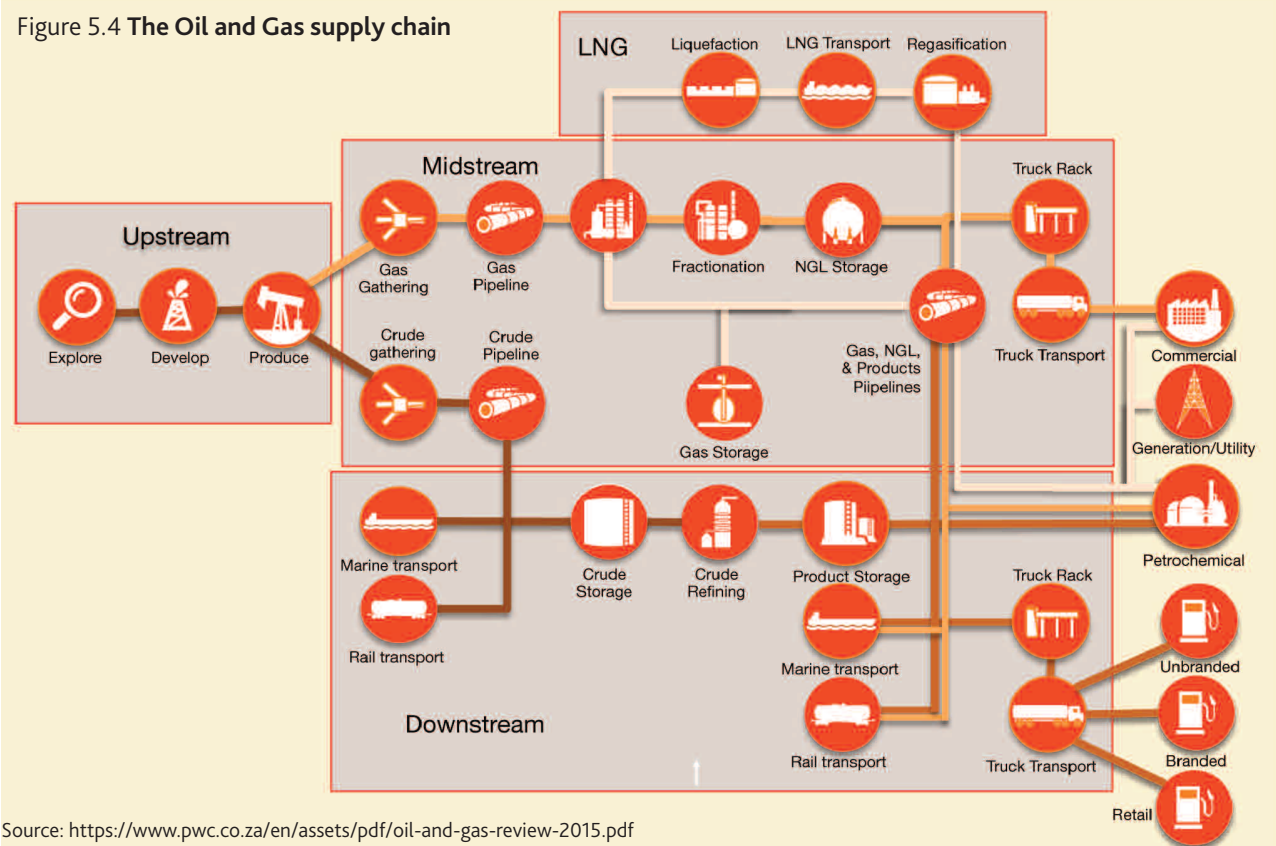 Figure 5.4 The Oil and Gas supply chain
LNG
Liquefaction
LNG Transport
Regasification
Midstream
Truck Rack
Upstream
Gas
Gathering
Gas
Pipeline
Fractionation
NGL Storage
Explore
Develop
Produce
Crude
gathering
Crude
Pipeline
Gas, NGL,
& Products
Piipelines
Truck Transport
Commercial
Gas Storage
Generation/Utility
Marine transport
Crude
Storage
Crude
Refining
Product Storage
Petrochemical
Truck Rack
Rail transport
Marine transport
Unbranded
Downstream
Rail transport
Truck Transport
Branded
Retail
Source: https://www.pwc.co.za/en/assets/pdf/oil-and-gas-review-2015.pdf